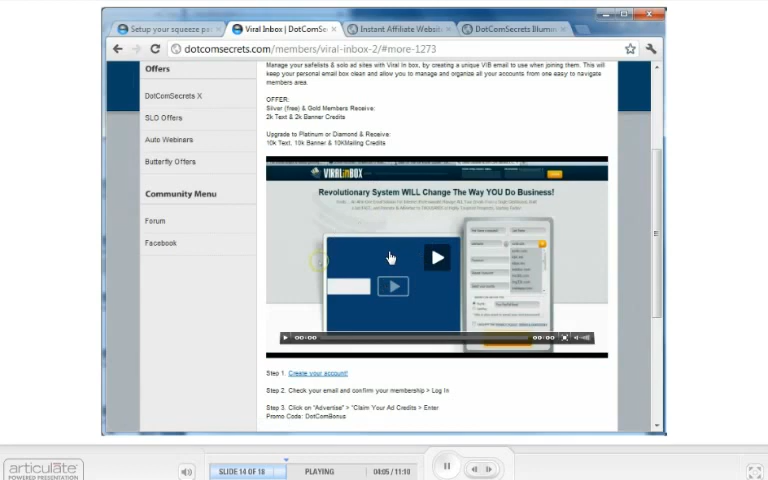 Setup your squeeze pa
Viral Inbox | DotComSe
Instant Affiliate Website
DotComSecrets Illumin
dotcomsecrets.com/members/viral-inbox-2/#more-1273
Offers
DotComSecrets X
SLO Offers
Auto Webinars
Butterfly Offers
Community Menu
Forum
Facebook
Manage your safelists & solo ad sites with Viral In box, by creating a unique VIB email to use when joining them. This will
keep your personal email box clean and allow you to manage and organize all your accounts from one easy to navigate
members area.
OFFER:
Silver (free) & Gold Members Receive:
2k Text & 2k Banner Credits
Upgrade to Platinum or Diamond & Receive:
10k Text, 10k Banner & 10KMailing Credits
VIRALinBOX
Revolutionary System WILL Change The Way YOU Do Business!
00:00
00:00
Step 1. Create your account!
Step 2. Check your email and confirm your membership > Log In
Step 3. Click on "Advertise" > "Claim Your Ad Credits > Enter
Promo Code: DotComBonus
articulate
POWERED PRESENTATION
SLIDE 14 OF 18
PLAYING
04:05 / 11:10